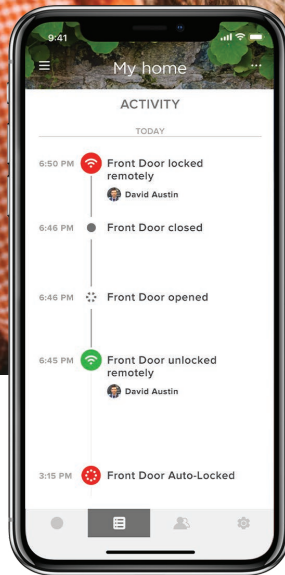 9:41
My home
ACTIVITY
TODAY
6:50 PM Front Door locked
remotely
David Austin
6:46 PM Front Door closed
6:46 PM Front Door opened
6:45 PM Front Door unlocked
remotely
David Austin
3:15 PM Front Door Auto-Locked